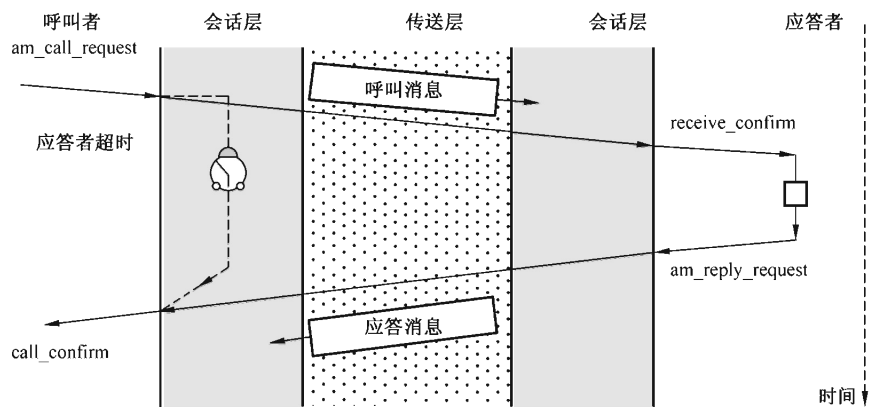 呼叫者
会话层
传送层
会话层
应答者
am_call_request
呼叫消息
receive_confirm
应答者超时
am_reply_request
应答消息
call_confirm
时间